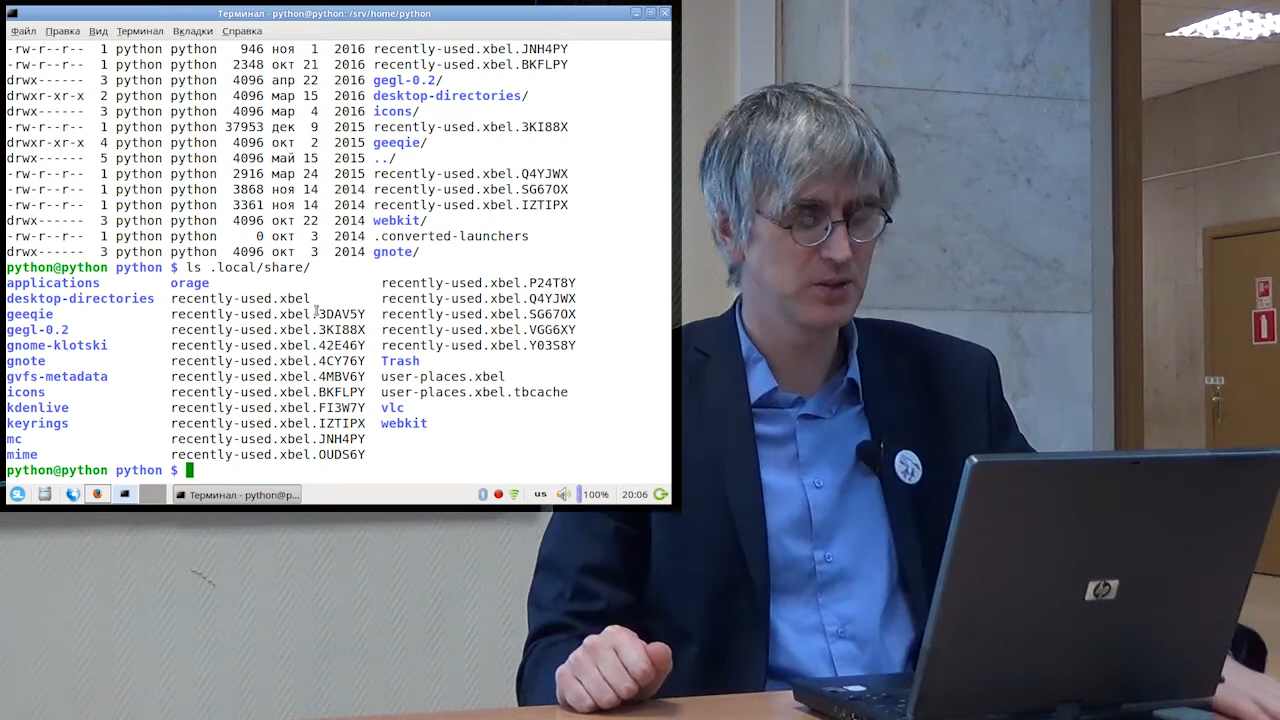 Терминал - python@python: /srv/home/python
Файл Правка Вид Терминал Вкладки Справка
-rw-r--r-- 1 python python 946 ноя 1 2016 recently-used.xbel.JNH4PY
-rw-r--r-- 1 python python 2348 окт 21 2016 recently-used.xbel.BKFLPY
drwx------ 3 python python 4096 апр 22 2016 gegl-0.2/
drwxr-xr-x 2 python python 4096 мар 15 2016 desktop-directories/
drwx------ 3 python python 4096 мар 4 2016 icons/
-rw-r--r-- 1 python python 37953 дек 9 2015 recently-used.xbel.3KI88X
drwxr-xr-x 4 python python 4096 окт 2 2015 geeqie/
drwx------ 5 python python 4096 май 15 2015 ../
-rw-r--r-- 1 python python 2916 мар 24 2015 recently-used.xbel.Q4YJWX
-rw-r--r-- 1 python python 3868 ноя 14 2014 recently-used.xbel.SG67OX
-rw-r--r-- 1 python python 3361 ноя 14 2014 recently-used.xbel.IZTIPX
drwx------ 3 python python 4096 окт 22 2014 webkit/
-rw-r--r-- 1 python python 0 окт 3 2014 .converted-launchers
drwx------ 3 python python 4096 окт 3 2014 gnote/
python@python python $ ls .local/share/
applications orage recently-used.xbel.P24T8Y
desktop-directories recently-used.xbel recently-used.xbel.Q4YJWX
geeqie recently-used.xbel.3DAV5Y recently-used.xbel.SG67OX
gegl-0.2 recently-used.xbel.3KI88X recently-used.xbel.VGG6XY
gnome-klotski recently-used.xbel.42E46Y recently-used.xbel.Y03S8Y
gnote recently-used.xbel.4CY76Y Trash
gvfs-metadata recently-used.xbel.4MBV6Y user-places.xbel
icons recently-used.xbel.BKFLPY user-places.xbel.tbcache
kdenlive recently-used.xbel.FI3W7Y vlc
keyrings recently-used.xbel.IZTIPX webkit
mc recently-used.xbel.JNH4PY
mime recently-used.xbel.OUDS6Y
python@python python $
Терминал - python@p... us 100% 20:06
hp